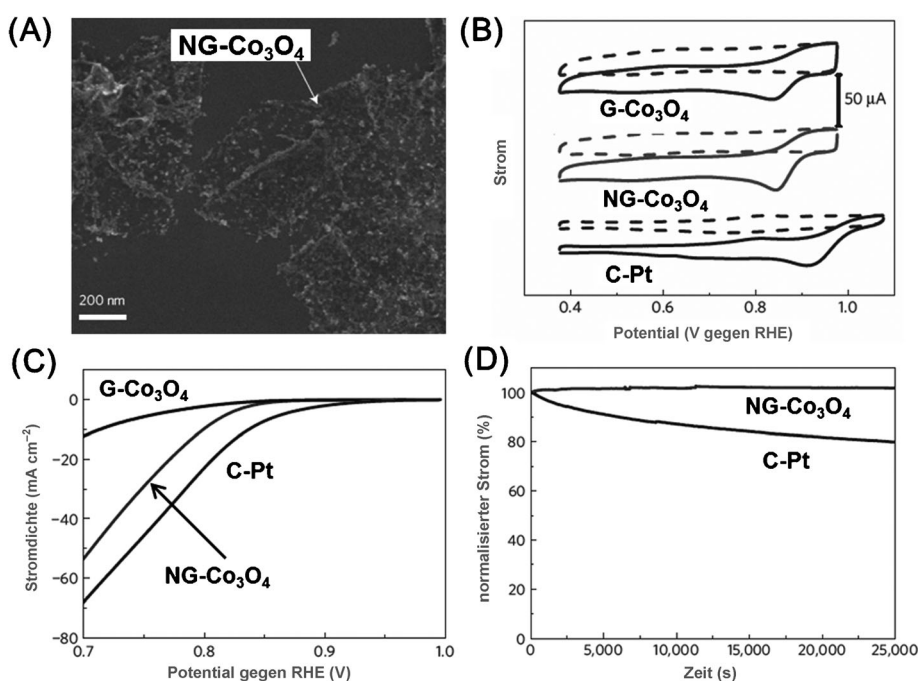 (A)
NG-Co₃O₄
200 nm
(B)
Strom
G-Co₃O₄
50 µA
NG-Co₃O₄
C-Pt
0.4 0.6 0.8 1.0
Potential (V gegen RHE)
(C)
Stromdichte (mA cm⁻²)
0
−20
−40
−60
−80
G-Co₃O₄
C-Pt
NG-Co₃O₄
0.7 0.8 0.9 1.0
Potential gegen RHE (V)
(D)
normalisierter Strom (%)
100
80
60
40
20
0
NG-Co₃O₄
C-Pt
0 5,000 10,000 15,000 20,000 25,000
Zeit (s)